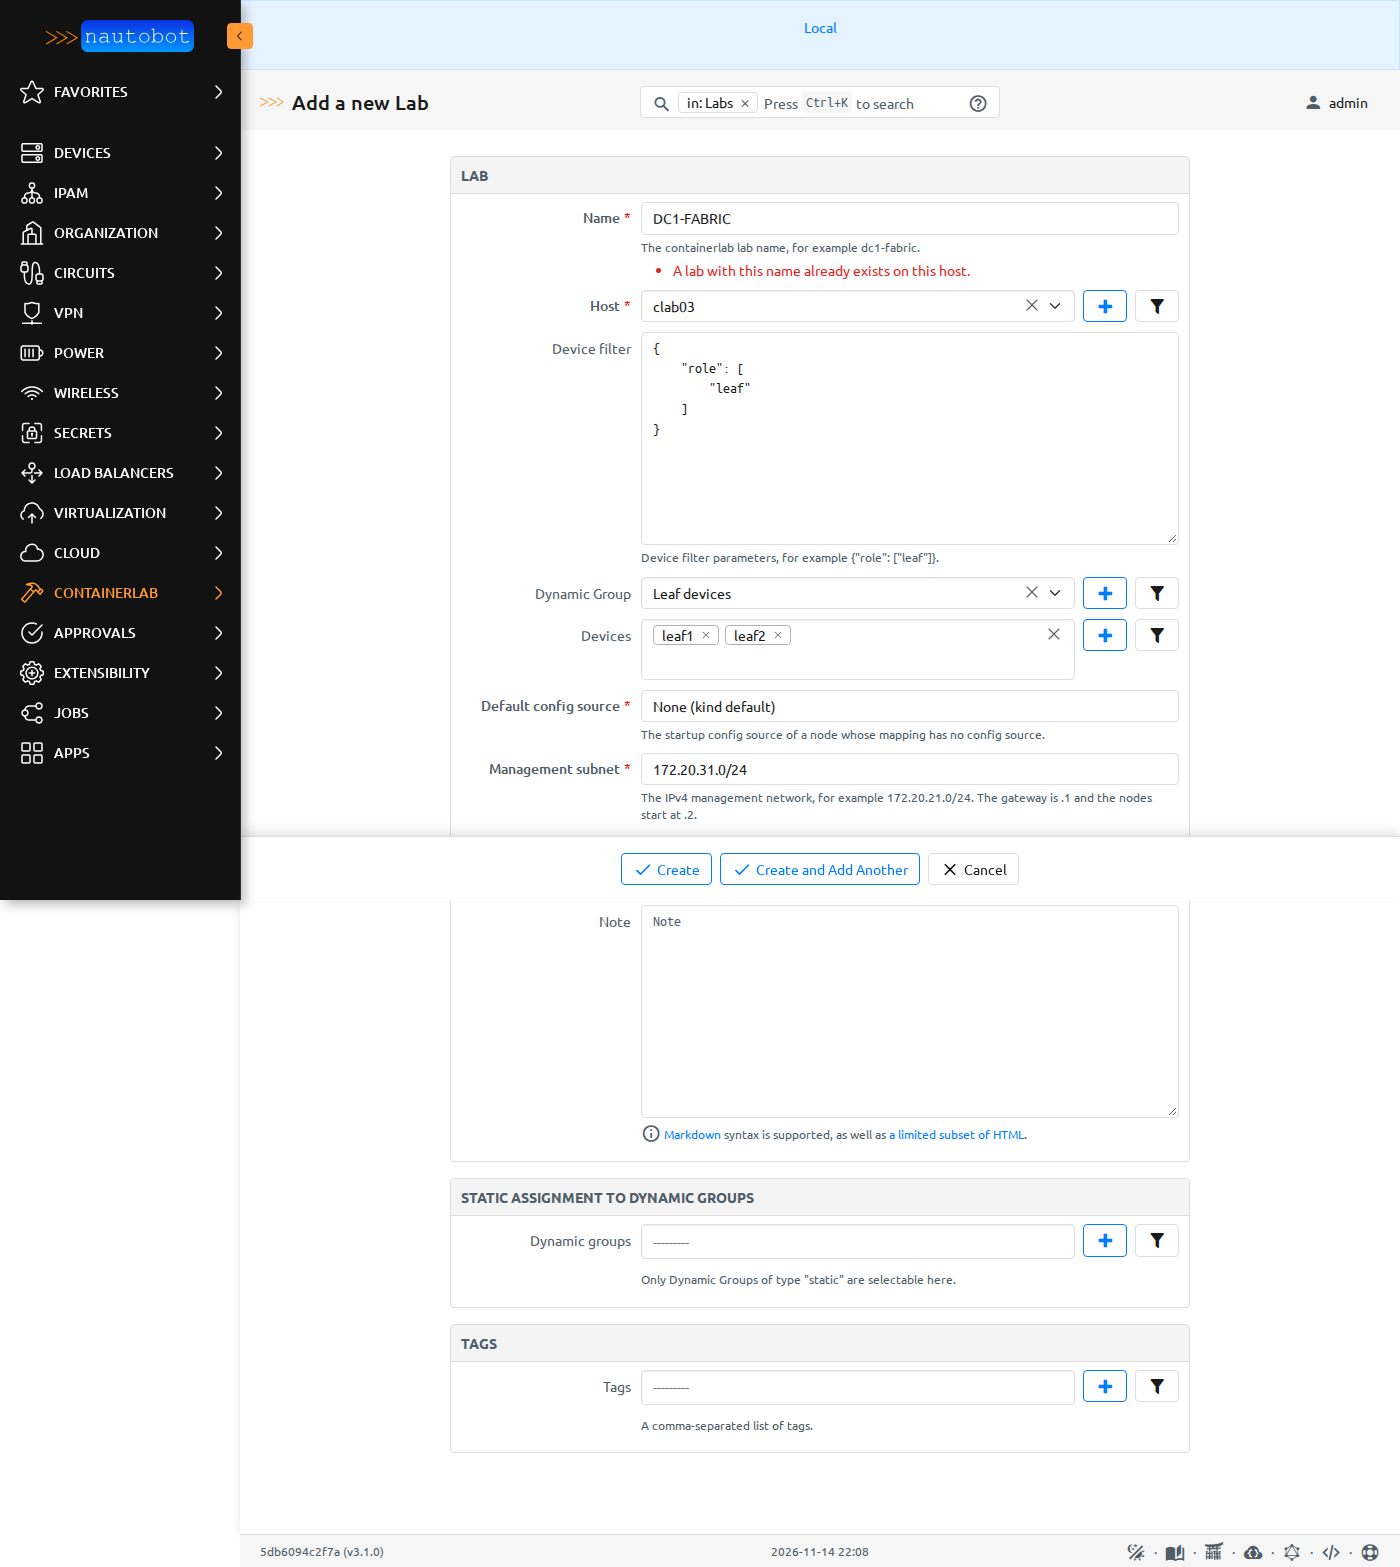 nautobot
Local
FAVORITES
Add a new Lab
in: Labs × Press Ctrl+K to search
admin
DEVICES
IPAM
ORGANIZATION
CIRCUITS
VPN
POWER
WIRELESS
SECRETS
LOAD BALANCERS
VIRTUALIZATION
CLOUD
CONTAINERLAB
APPROVALS
EXTENSIBILITY
JOBS
APPS
LAB
Name *
DC1-FABRIC
The containerlab lab name, for example dc1-fabric.
• A lab with this name already exists on this host.
Host *
clab03
Device filter
{
    "role": [
        "leaf"
    ]
}
Device filter parameters, for example {"role": ["leaf"]}.
Dynamic Group
Leaf devices
Devices
leaf1 × leaf2 ×
Default config source *
None (kind default)
The startup config source of a node whose mapping has no config source.
Management subnet *
172.20.31.0/24
The IPv4 management network, for example 172.20.21.0/24. The gateway is .1 and the nodes
start at .2.
Create
Create and Add Another
Cancel
Note
Note
Markdown syntax is supported, as well as a limited subset of HTML.
STATIC ASSIGNMENT TO DYNAMIC GROUPS
Dynamic groups
---------
Only Dynamic Groups of type "static" are selectable here.
TAGS
Tags
---------
A comma-separated list of tags.
5db6094c2f7a (v3.1.0)
2026-11-14 22:08